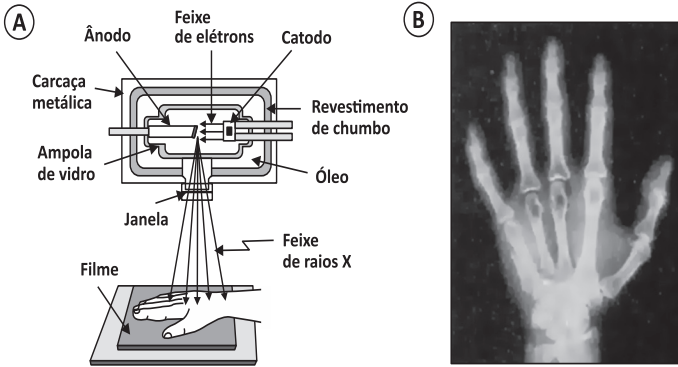 A
Ânodo
Feixe
de elétrons
Catodo
Carcaça
metálica
Revestimento
de chumbo
Ampola
de vidro
Óleo
Janela
Feixe
de raios X
Filme
B